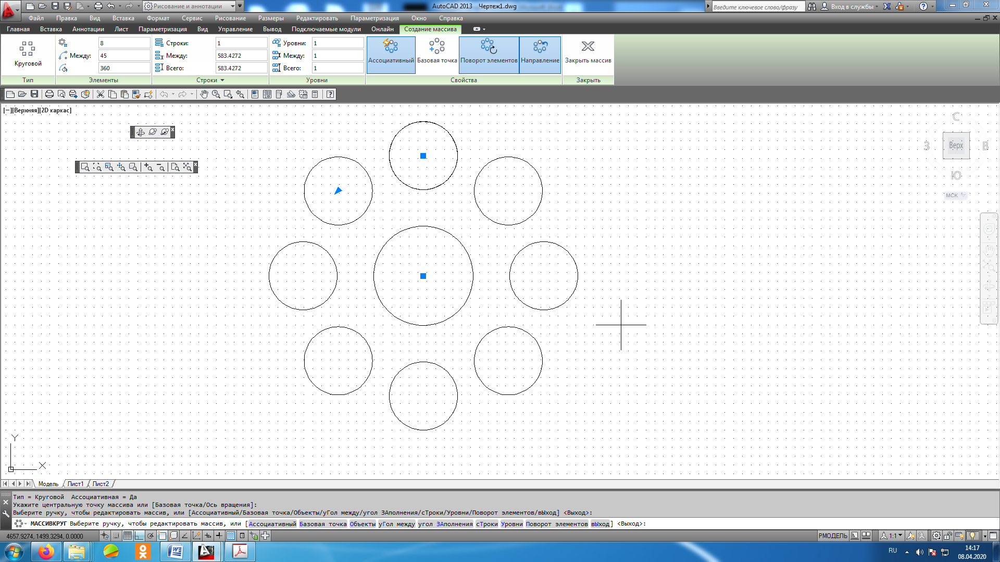 Рисование и аннотации
AutoCAD 2013 Чертеж1.dwg
Введите ключевое слово/фразу
Вход в службы
Файл Правка Вид Вставка Формат Сервис Рисование Размеры Редактировать Параметризация Окно Справка
Главная Вставка Аннотации Лист Параметризация Вид Управление Вывод Подключаемые модули Онлайн Создание массива
Круговой
Тип
8
Между: 45
360
Элементы
Строки: 1
Между: 583.4272
Всего: 583.4272
Строки
Уровни: 1
Между: 1
Всего: 1
Уровни
Ассоциативный Базовая точка Поворот элементов Направление
Свойства
Закрыть массив
Закрыть
[−][Верхняя][2D каркас]
С
З Верх В
Ю
МСК
Y
X
Модель Лист1 Лист2
Тип = Круговой Ассоциативная = Да
Укажите центральную точку массива или [Базовая точка/Ось вращения]:
Выберите ручку, чтобы редактировать массив, или [Ассоциативный/Базовая точка/Объекты/уГол между/угол ЗАполнения/сТроки/Уровни/Поворот элементов/вЫход] <Выход>:
МАССИВКРУГ Выберите ручку, чтобы редактировать массив, или [Ассоциативный Базовая точка Объекты уГол между угол ЗАполнения сТроки Уровни Поворот элементов вЫход] <Выход>:
4657.9274, 1499.3294, 0.0000
РМОДЕЛЬ
1:1
RU
14:17
08.04.2020